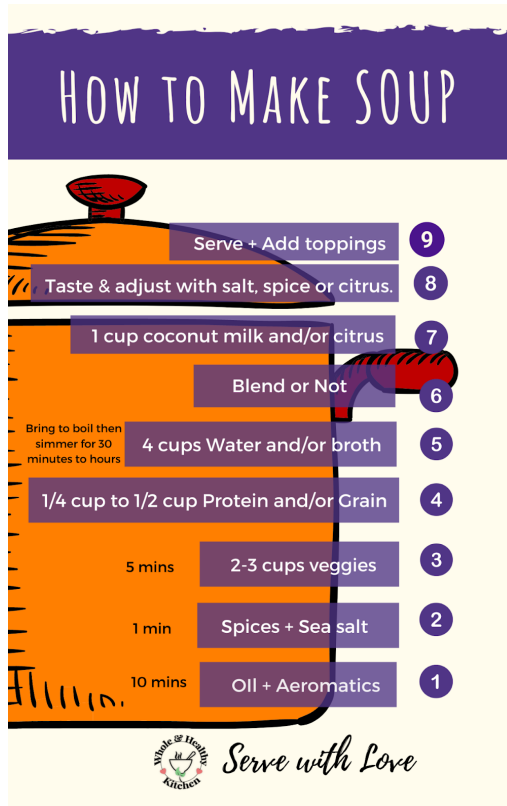 How to Make SOUP
Serve + Add toppings 9
Taste & adjust with salt, spice or citrus. 8
1 cup coconut milk and/or citrus 7
Blend or Not 6
Bring to boil then
simmer for 30
minutes to hours
4 cups Water and/or broth 5
1/4 cup to 1/2 cup Protein and/or Grain 4
5 mins 2-3 cups veggies 3
1 min Spices + Sea salt 2
10 mins OIl + Aeromatics 1
Whole & Healthy
Kitchen
Serve with Love